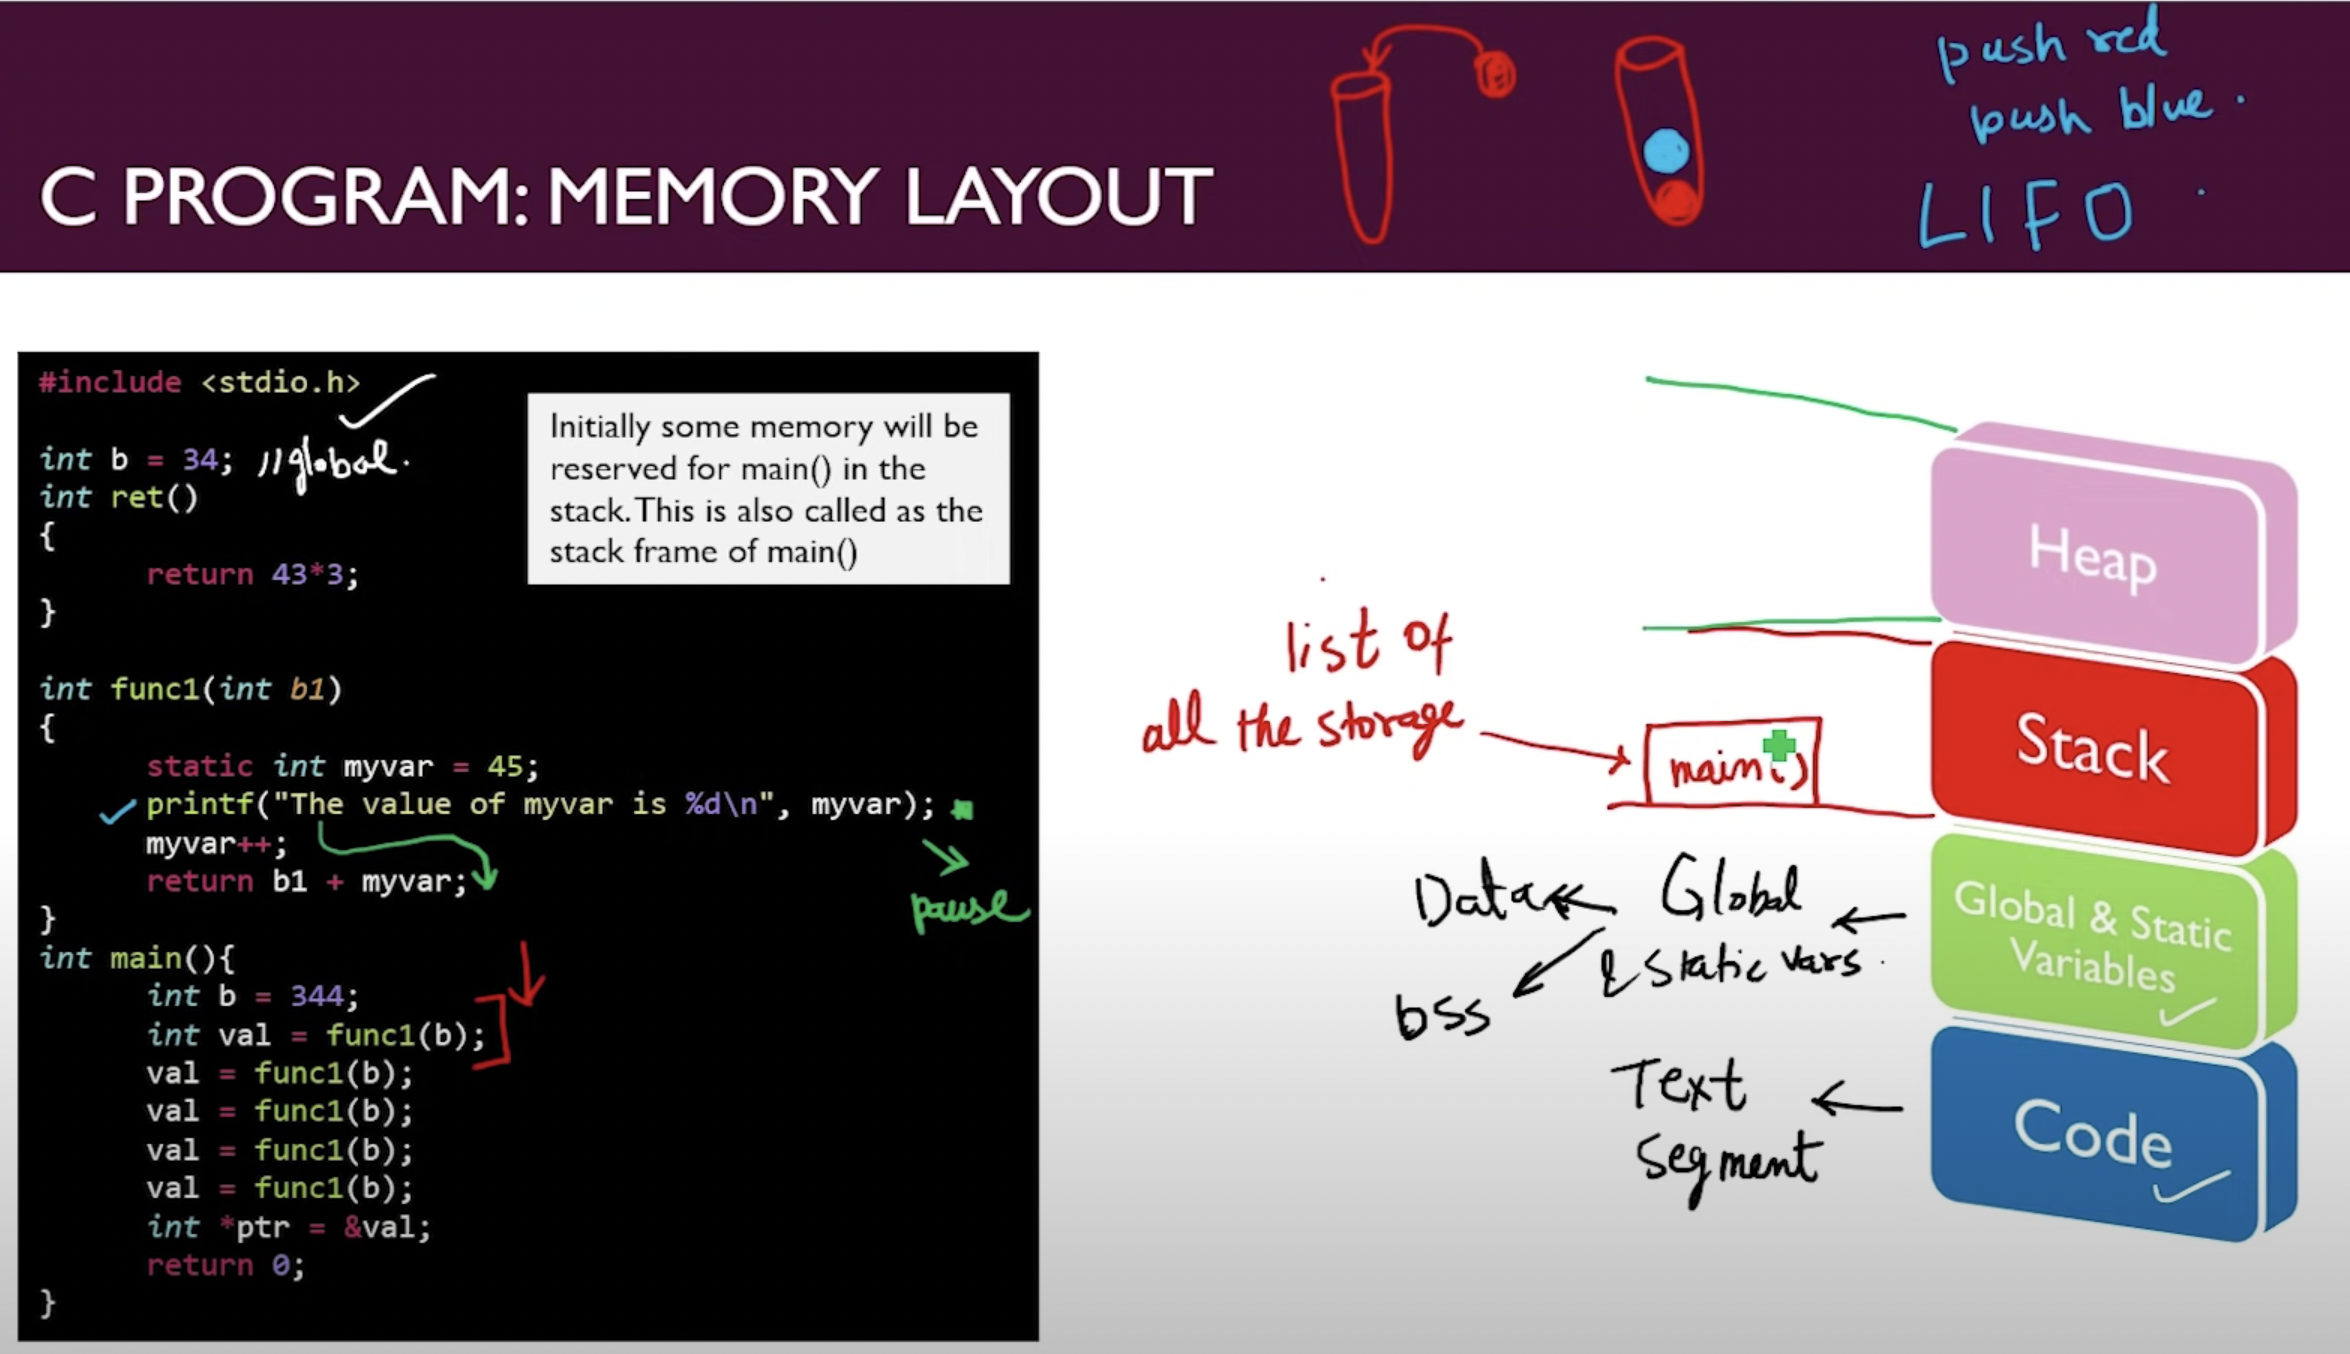 push red
push blue.
LIFO.
C PROGRAM: MEMORY LAYOUT
#include <stdio.h>
int b = 34; //global.
int ret()
{
return 43*3;
}
int func1(int b1)
{
static int myvar = 45;
printf("The value of myvar is %d\n", myvar);
myvar++;
return b1 + myvar;
}
pause
int main(){
int b = 344;
int val = func1(b);
val = func1(b);
val = func1(b);
val = func1(b);
val = func1(b);
int *ptr = &val;
return 0;
}
Initially some memory will be
reserved for main() in the
stack. This is also called as the
stack frame of main()
list of
all the storage
main()
Data
Global
& static vars.
bss
Text
Segment
Heap
Stack
Global & Static
Variables
Code